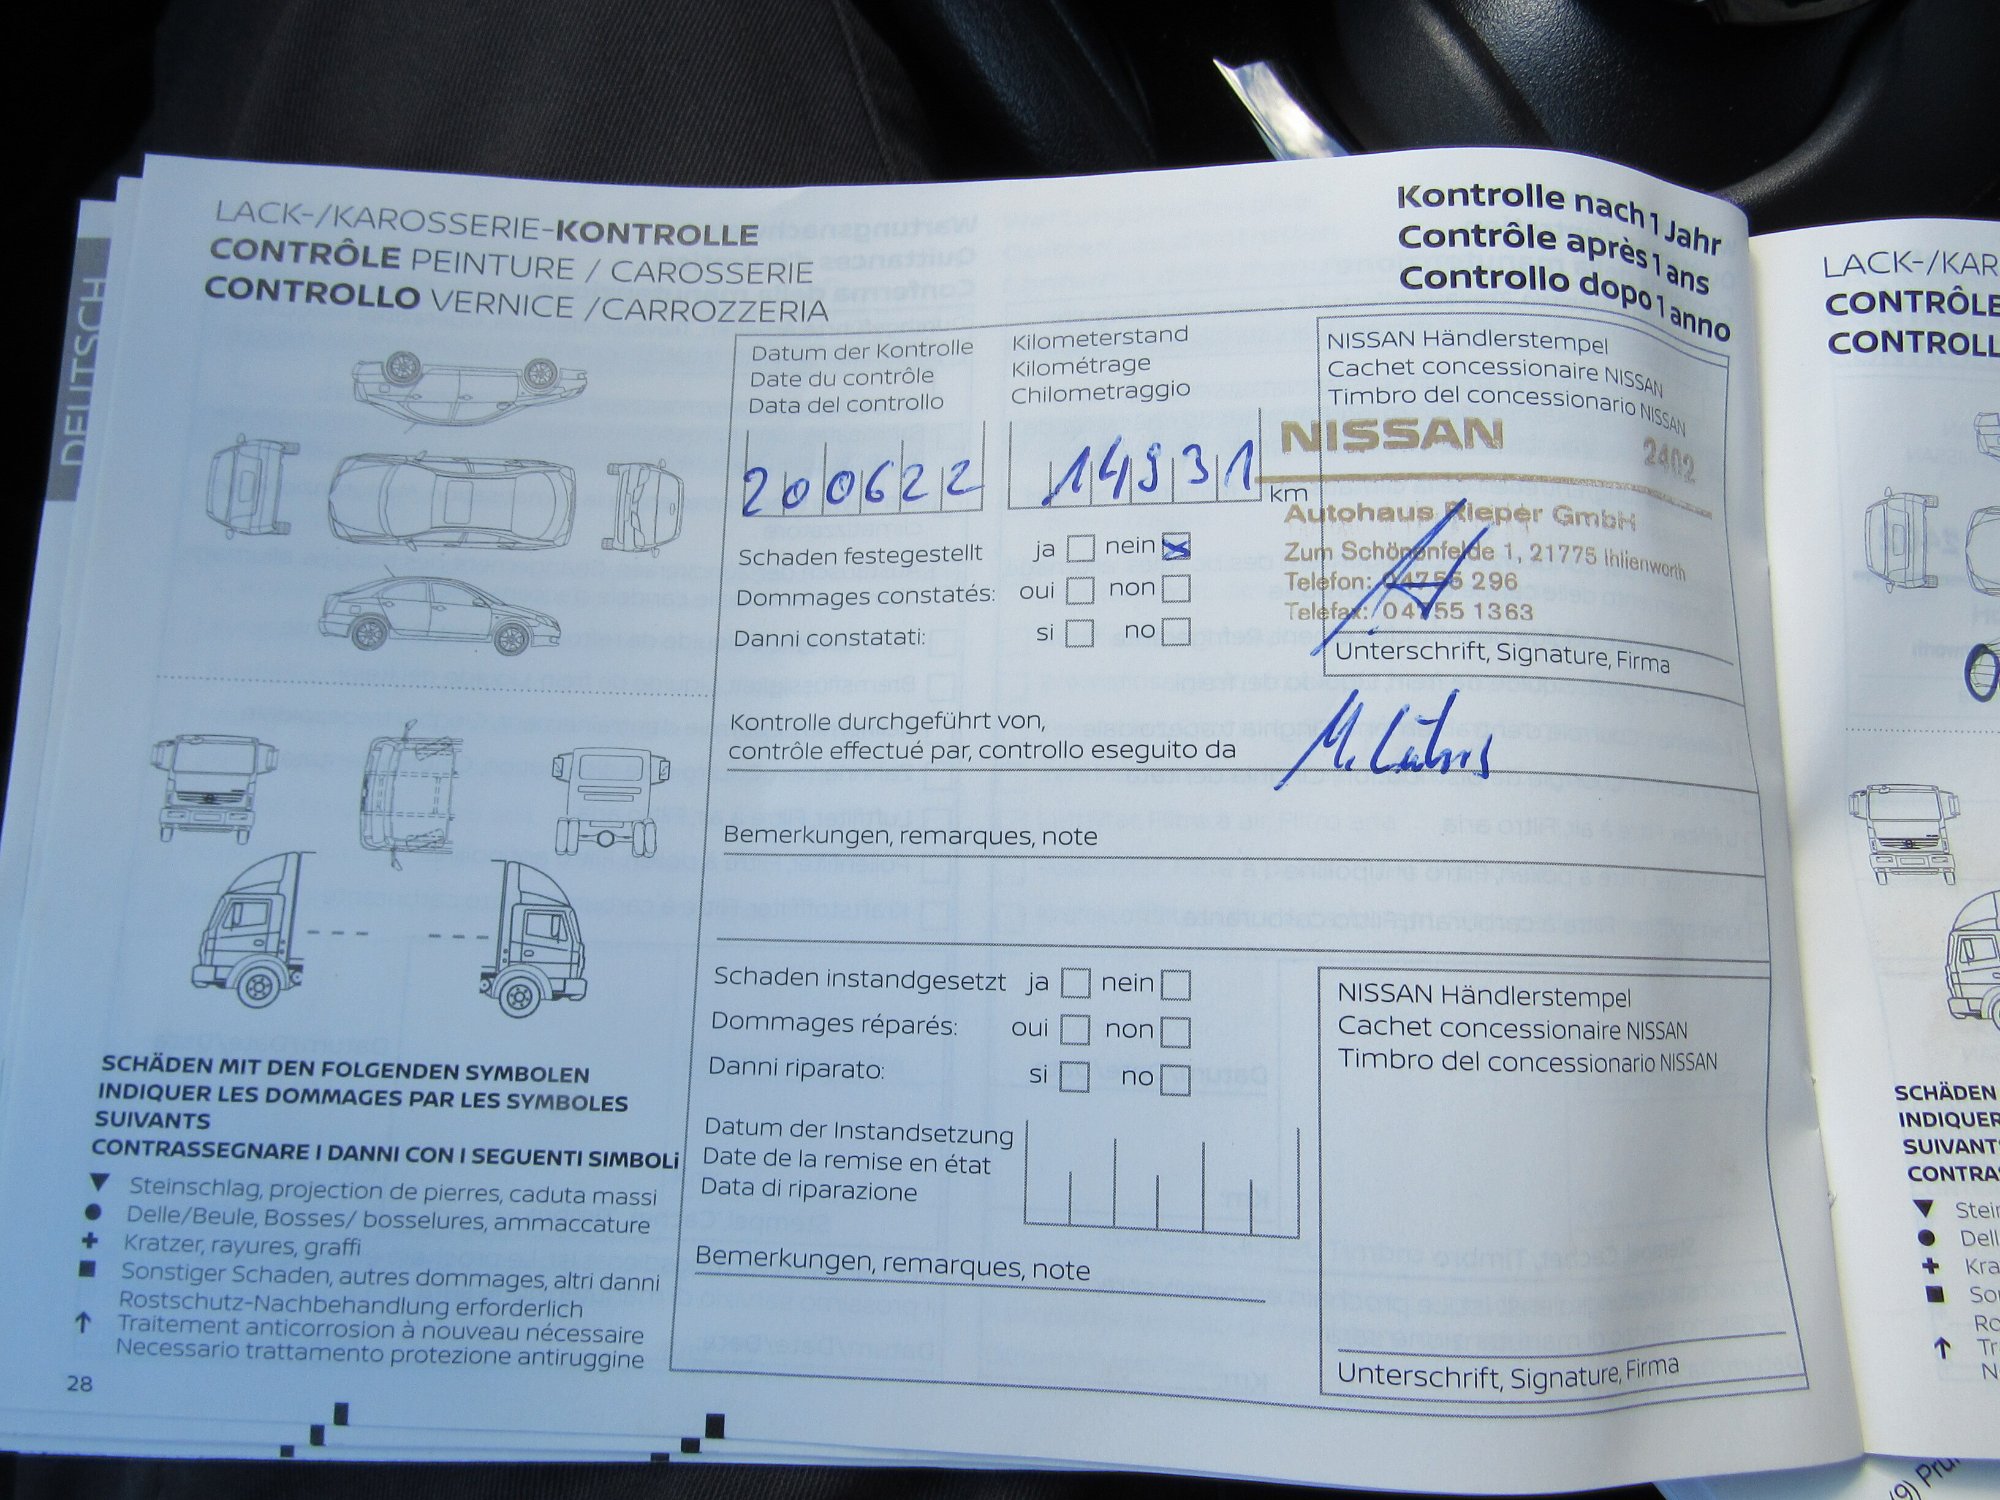 DEUTSCH
LACK-/KAROSSERIE-KONTROLLE
CONTRÔLE PEINTURE / CAROSSERIE
CONTROLLO VERNICE /CARROZZERIA
Kontrolle nach 1 Jahr
Contrôle après 1 ans
Controllo dopo 1 anno
Datum der Kontrolle
Date du contrôle
Data del controllo
200622
Kilometerstand
Kilométrage
Chilometraggio
14931 km
NISSAN Händlerstempel
Cachet concessionaire NISSAN
Timbro del concessionario NISSAN
NISSAN 2402
Autohaus Rieper GmbH
Zum Schönenfelde 1, 21775 Ihlienworth
Telefon: 04755 296
Telefax: 04755 1363
Unterschrift, Signature, Firma
Schaden festegestellt ja nein
Dommages constatés: oui non
Danni constatati: si no
Kontrolle durchgeführt von,
contrôle effectué par, controllo eseguito da
Bemerkungen, remarques, note
Schaden instandgesetzt ja nein
Dommages réparés: oui non
Danni riparato: si no
Datum der Instandsetzung
Date de la remise en état
Data di riparazione
Bemerkungen, remarques, note
NISSAN Händlerstempel
Cachet concessionaire NISSAN
Timbro del concessionario NISSAN
Unterschrift, Signature, Firma
SCHÄDEN MIT DEN FOLGENDEN SYMBOLEN
INDIQUER LES DOMMAGES PAR LES SYMBOLES
SUIVANTS
CONTRASSEGNARE I DANNI CON I SEGUENTI SIMBOLi
Steinschlag, projection de pierres, caduta massi
Delle/Beule, Bosses/ bosselures, ammaccature
Kratzer, rayures, graffi
Sonstiger Schaden, autres dommages, altri danni
Rostschutz-Nachbehandlung erforderlich
Traitement anticorrosion à nouveau nécessaire
Necessario trattamento protezione antiruggine
28
LACK-/KAR
CONTRÔLE
CONTROLL
SCHÄDEN
INDIQUER
SUIVANT
CONTRA
Stei
Dell
Kra
So
Ro
Tr
N